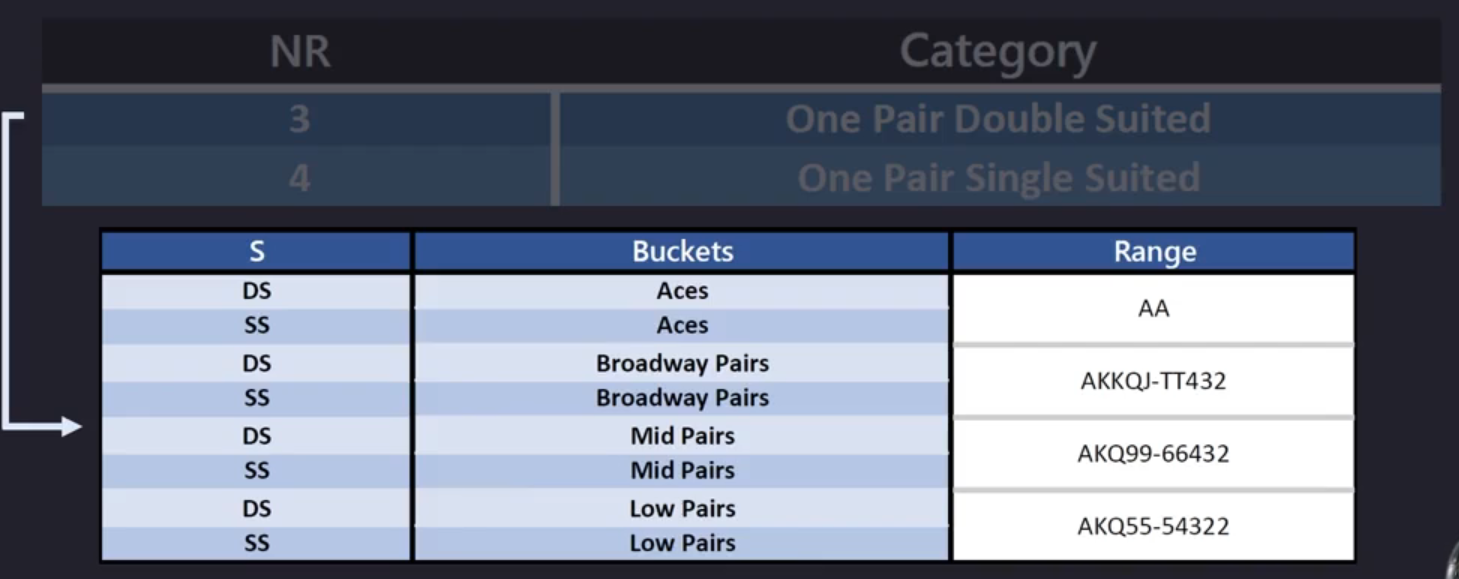 NR Category
3 One Pair Double Suited
4 One Pair Single Suited
S Buckets Range
DS Aces
AA
SS Aces
DS Broadway Pairs
AKKQJ-TT432
SS Broadway Pairs
DS Mid Pairs
AKQ99-66432
SS Mid Pairs
DS Low Pairs
AKQ55-54322
SS Low Pairs